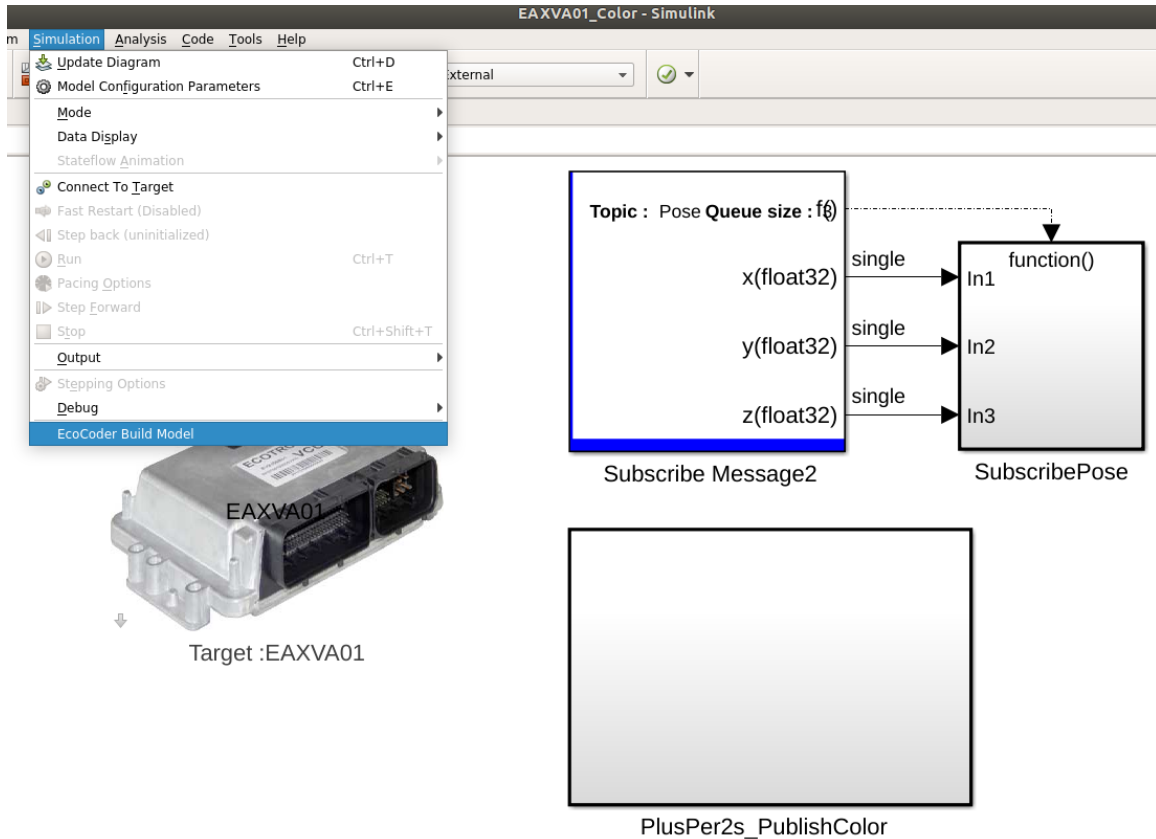 EAXVA01_Color - Simulink
m Simulation Analysis Code Tools Help
Update Diagram Ctrl+D
Model Configuration Parameters Ctrl+E
xternal
Mode
Data Display
Stateflow Animation
Connect To Target
Fast Restart (Disabled)
Step back (uninitialized)
Run Ctrl+T
Pacing Options
Step Forward
Stop Ctrl+Shift+T
Output
Stepping Options
Debug
EcoCoder Build Model
VCU
EAXVA01
Target :EAXVA01
Topic : Pose Queue size : f()
x(float32)
y(float32)
z(float32)
single
single
single
function()
In1
In2
In3
Subscribe Message2
SubscribePose
PlusPer2s_PublishColor